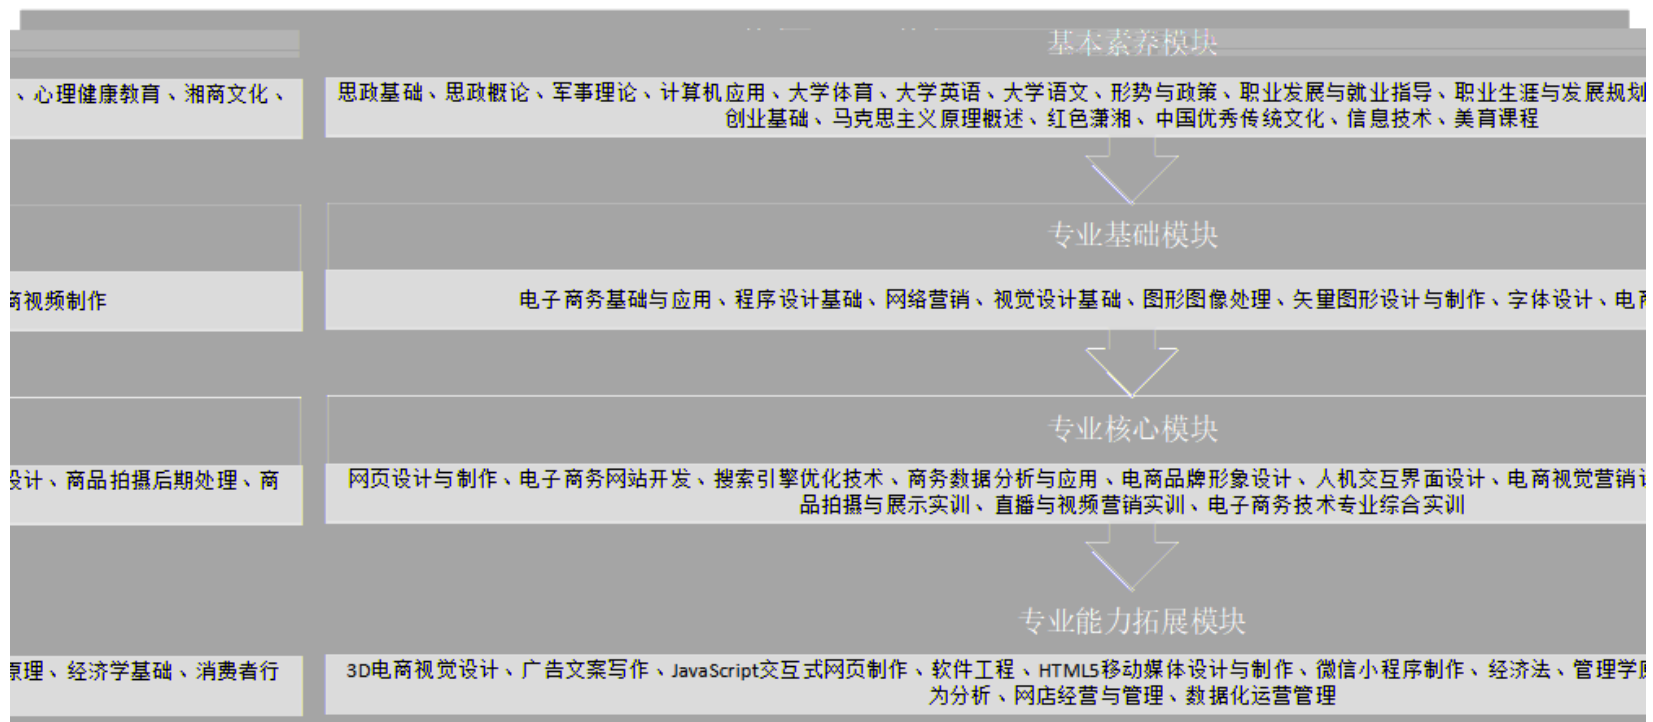 基本素养模块
思政基础、思政概论、军事理论、计算机应用、大学体育、大学英语、大学语文、形势与政策、职业发展与就业指导、职业生涯与发展规划、心理健康教育、湘商文化、
创业基础、马克思主义原理概述、红色潇湘、中国优秀传统文化、信息技术、美育课程
专业基础模块
电子商务基础与应用、程序设计基础、网络营销、视觉设计基础、图形图像处理、矢量图形设计与制作、字体设计、电商视频制作
专业核心模块
网页设计与制作、电子商务网站开发、搜索引擎优化技术、商务数据分析与应用、电商品牌形象设计、人机交互界面设计、电商视觉营销设计、商品拍摄后期处理、商
品拍摄与展示实训、直播与视频营销实训、电子商务技术专业综合实训
专业能力拓展模块
3D电商视觉设计、广告文案写作、JavaScript交互式网页制作、软件工程、HTML5移动媒体设计与制作、微信小程序制作、经济法、管理学原理、经济学基础、消费者行
为分析、网店经营与管理、数据化运营管理